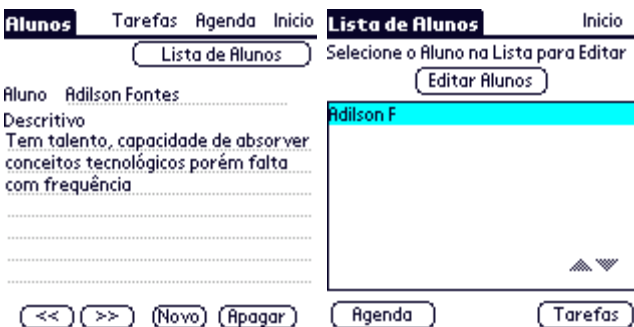 Alunos Tarefas Agenda Inicio
Lista de Alunos
Aluno Adilson Fontes
Descritivo
Tem talento, capacidade de absorver
conceitos tecnológicos porém falta
com frequência
<< >> Novo Apagar
Lista de Alunos Inicio
Selecione o Aluno na Lista para Editar
Editar Alunos
Adilson F
Agenda Tarefas